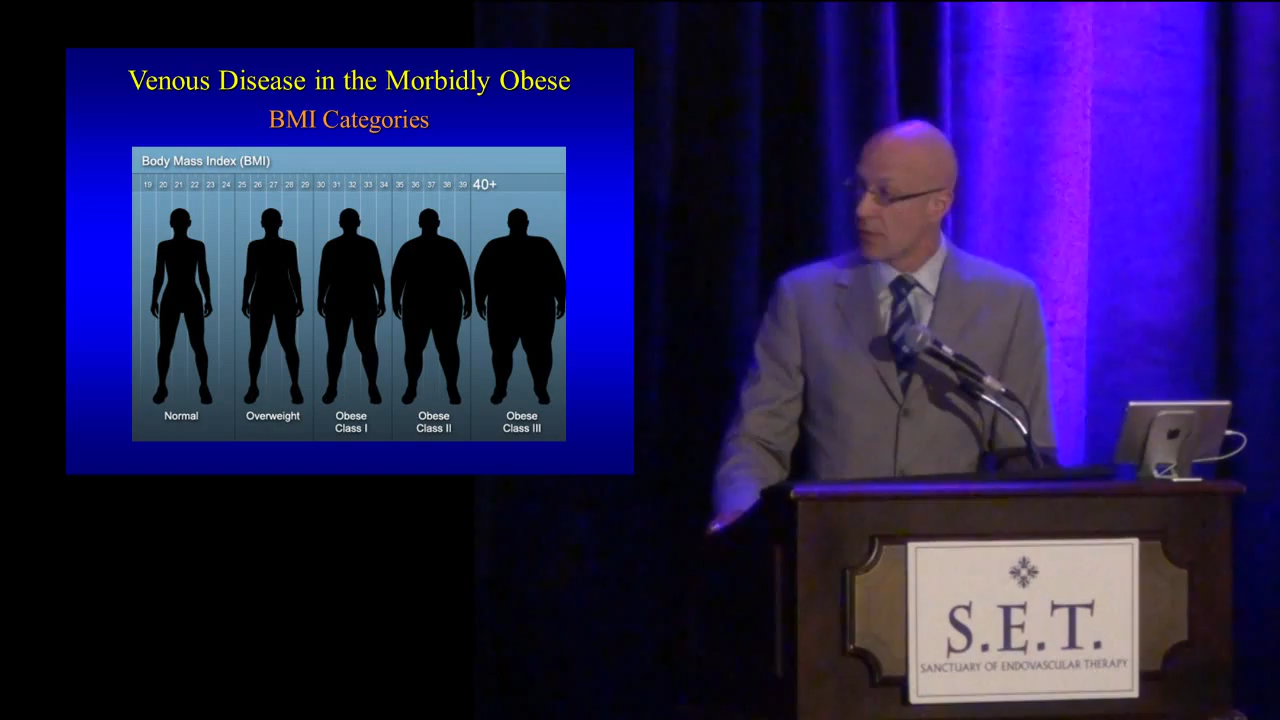 Venous Disease in the Morbidly Obese
BMI Categories
Body Mass Index (BMI)
19 20 21 22 23 24 25 26 27 28 29 30 31 32 33 34 35 36 37 38 39 40+
Normal
Overweight
Obese
Class I
Obese
Class II
Obese
Class III
S.E.T.
SANCTUARY OF ENDOVASCULAR THERAPY